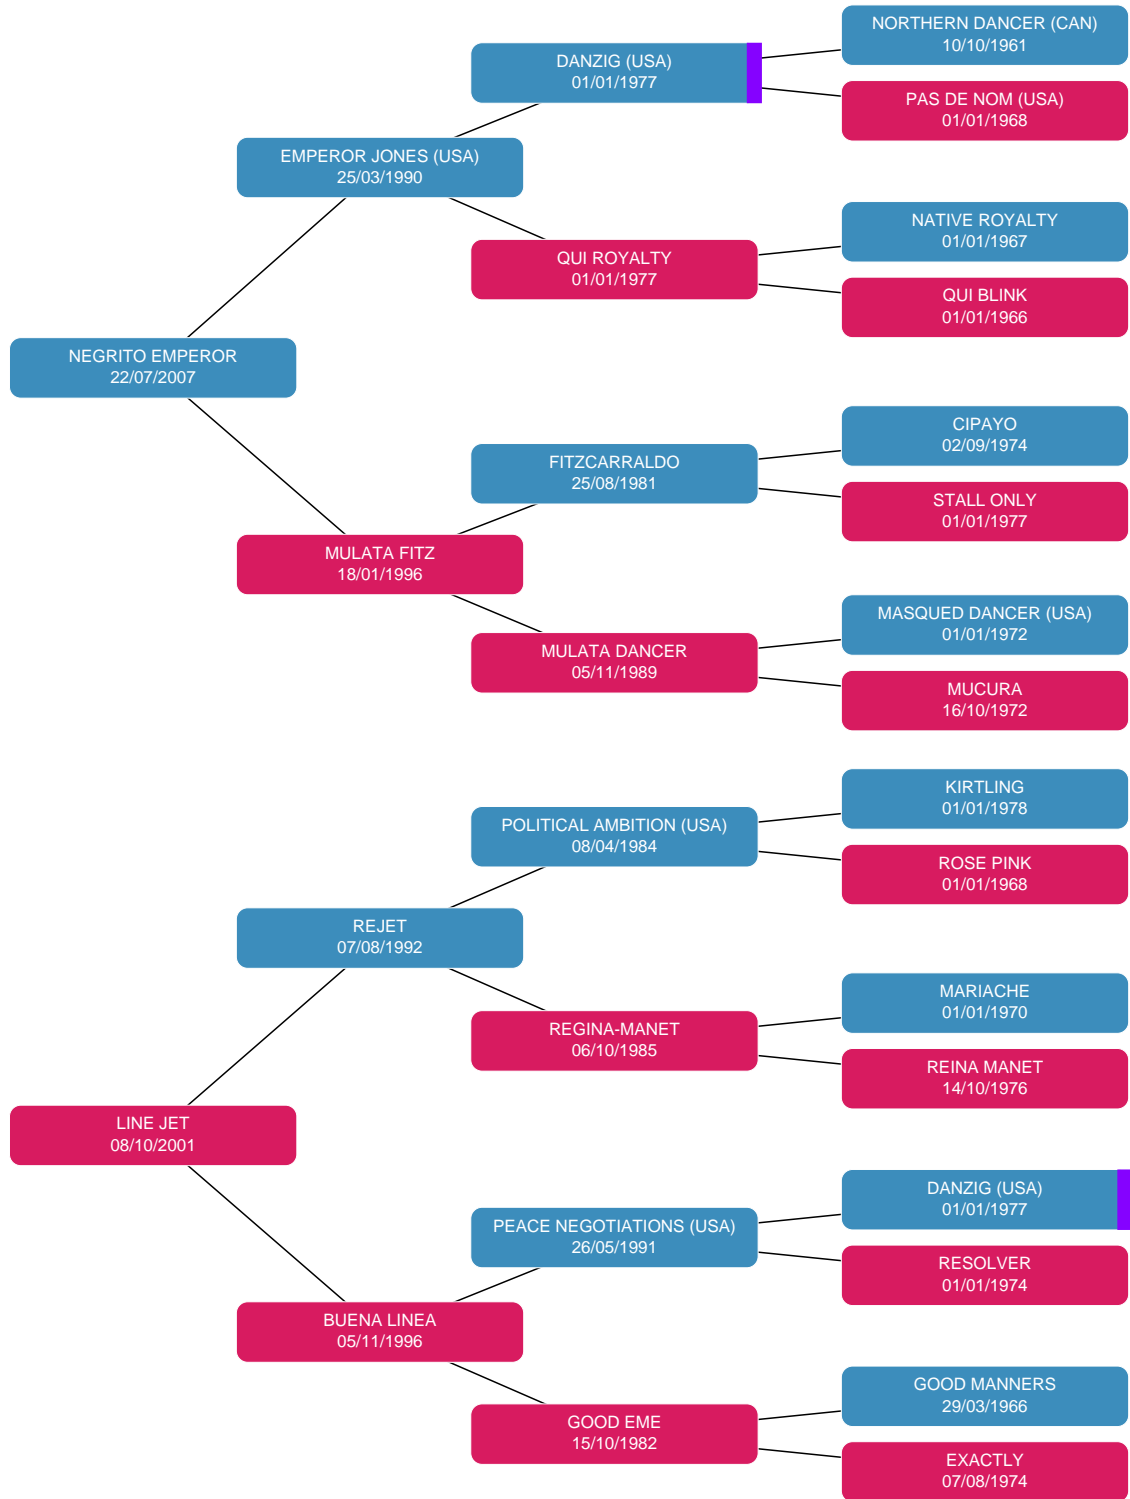 NORTHERN DANCER (CAN)
10/10/1961
DANZIG (USA)
01/01/1977
PAS DE NOM (USA)
01/01/1968
EMPEROR JONES (USA)
25/03/1990
NATIVE ROYALTY
01/01/1967
QUI ROYALTY
01/01/1977
QUI BLINK
01/01/1966
NEGRITO EMPEROR
22/07/2007
CIPAYO
02/09/1974
FITZCARRALDO
25/08/1981
STALL ONLY
01/01/1977
MULATA FITZ
18/01/1996
MASQUED DANCER (USA)
01/01/1972
MULATA DANCER
05/11/1989
MUCURA
16/10/1972
KIRTLING
01/01/1978
POLITICAL AMBITION (USA)
08/04/1984
ROSE PINK
01/01/1968
REJET
07/08/1992
MARIACHE
01/01/1970
REGINA-MANET
06/10/1985
REINA MANET
14/10/1976
LINE JET
08/10/2001
DANZIG (USA)
01/01/1977
PEACE NEGOTIATIONS (USA)
26/05/1991
RESOLVER
01/01/1974
BUENA LINEA
05/11/1996
GOOD MANNERS
29/03/1966
GOOD EME
15/10/1982
EXACTLY
07/08/1974